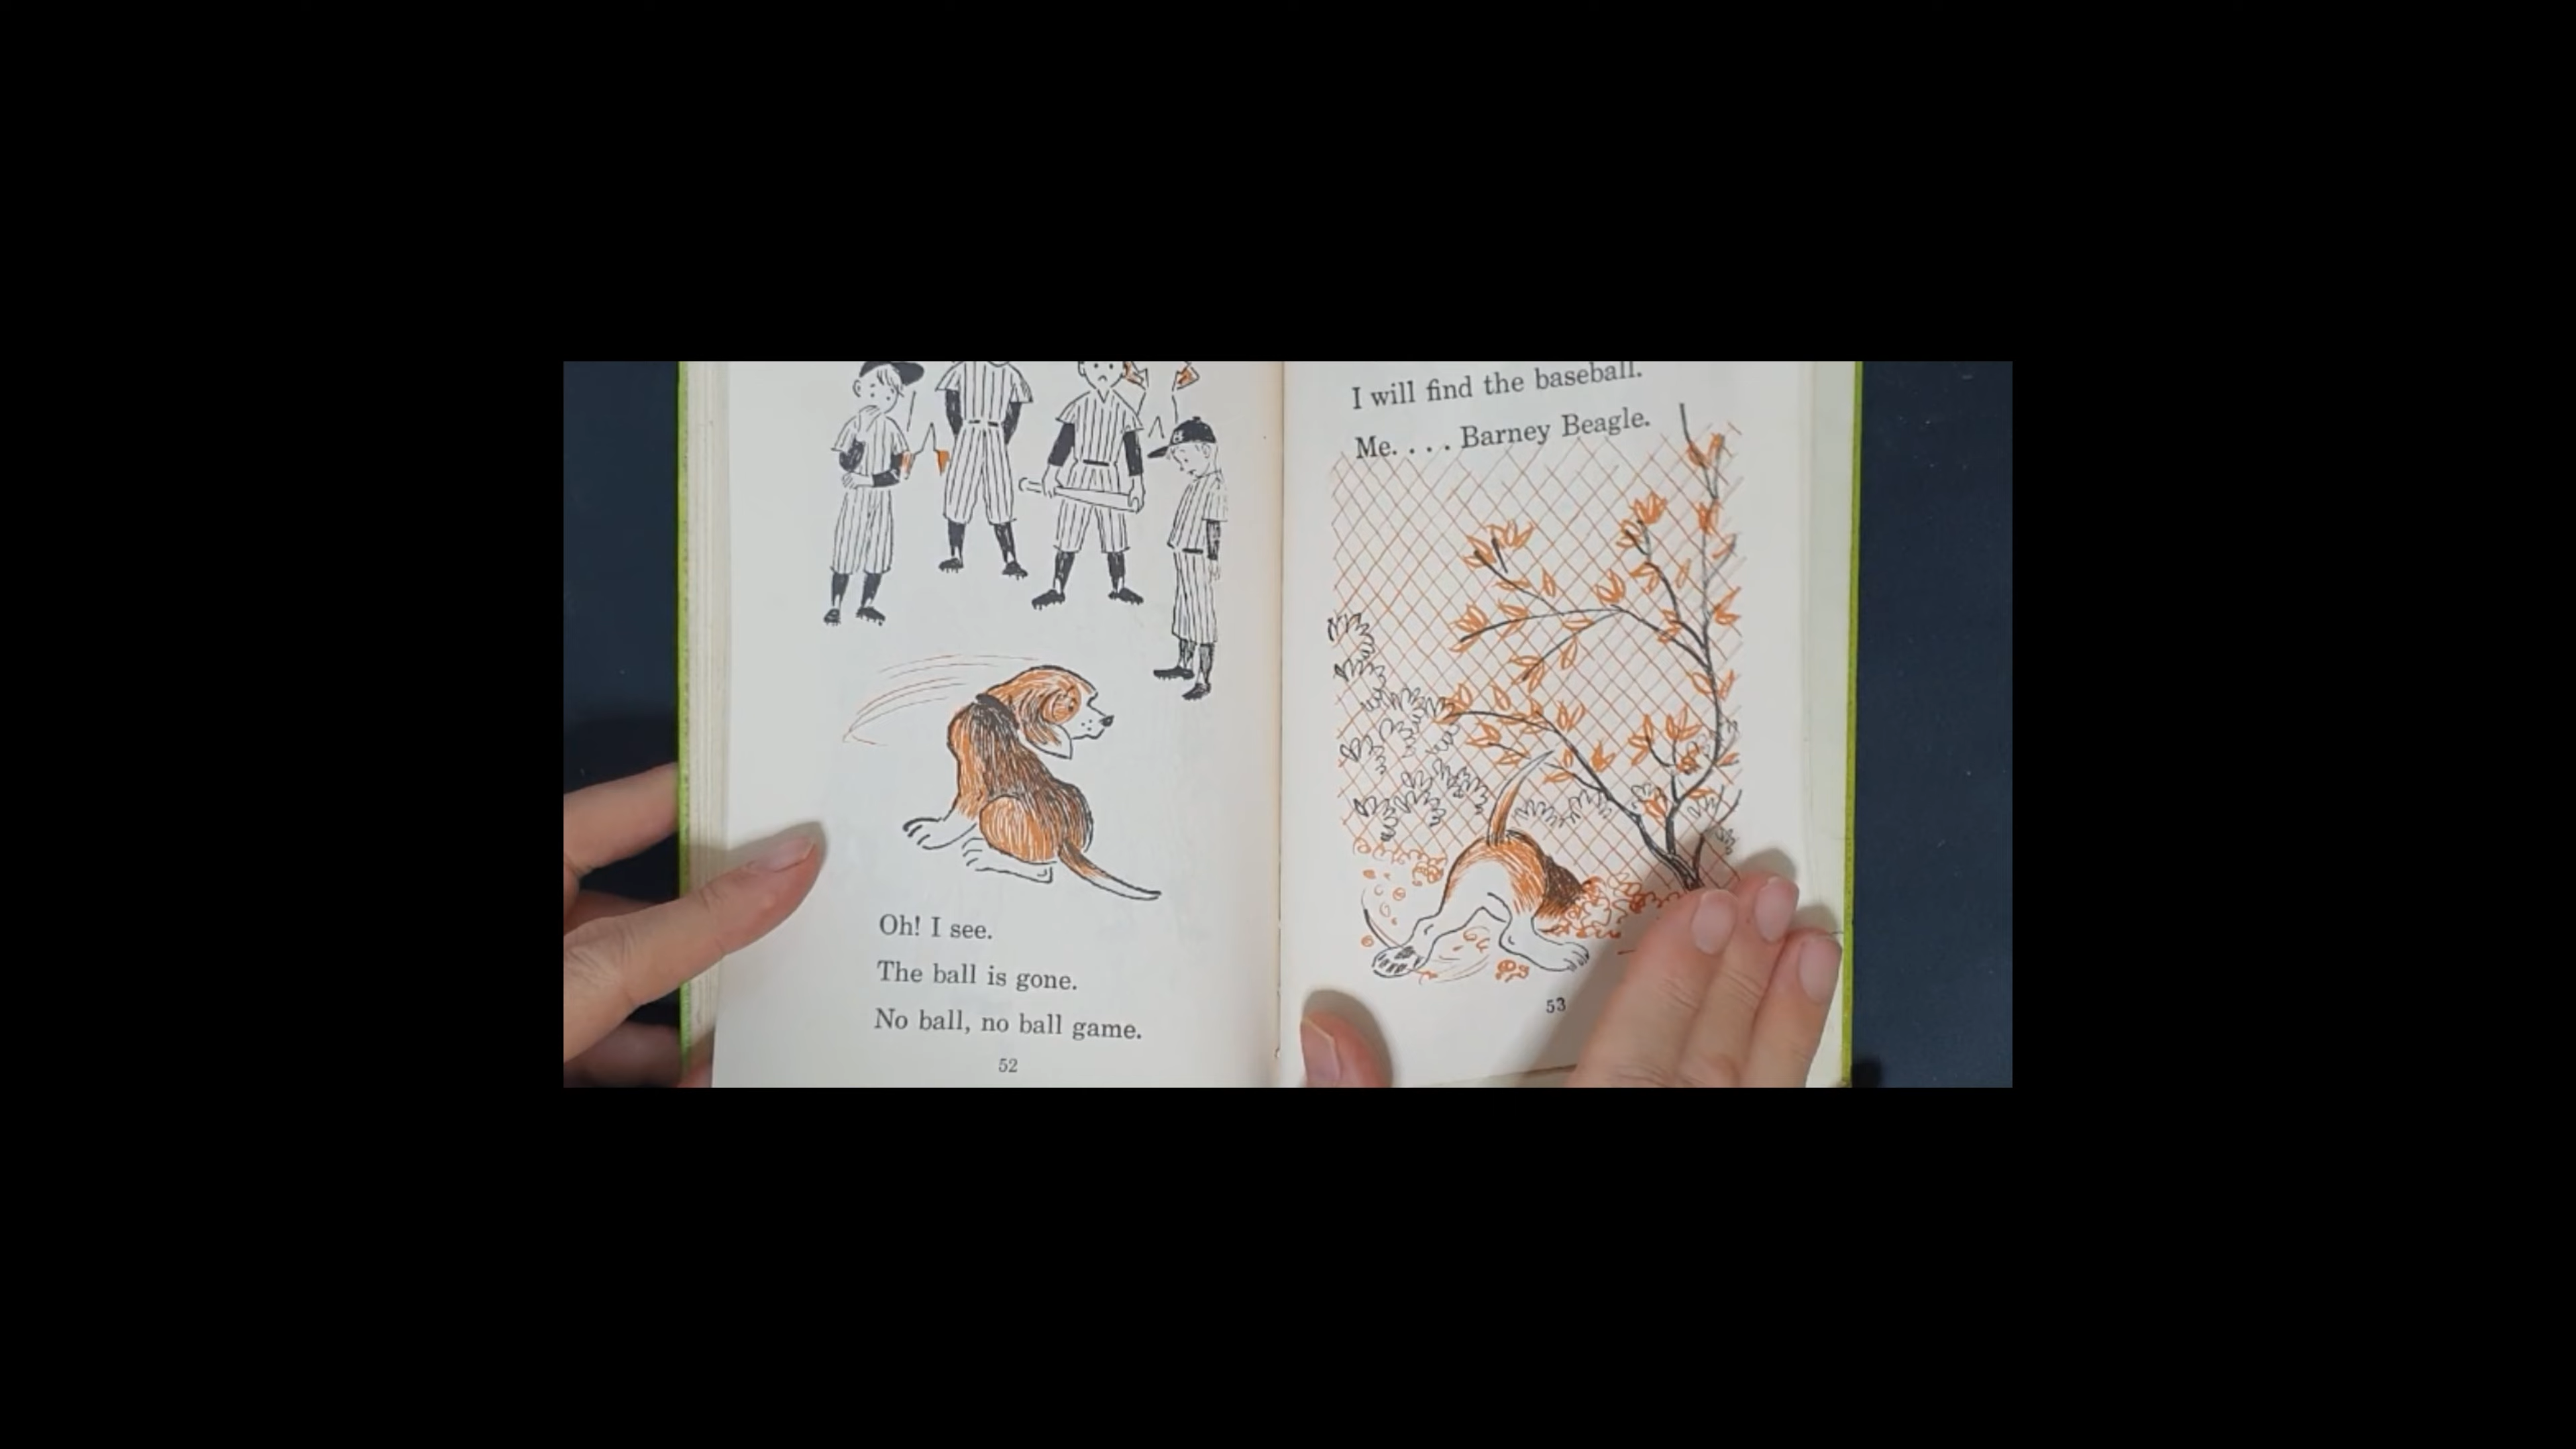 Oh! I see.
The ball is gone.
No ball, no ball game.
52
I will find the baseball.
Me. . . . Barney Beagle.
53